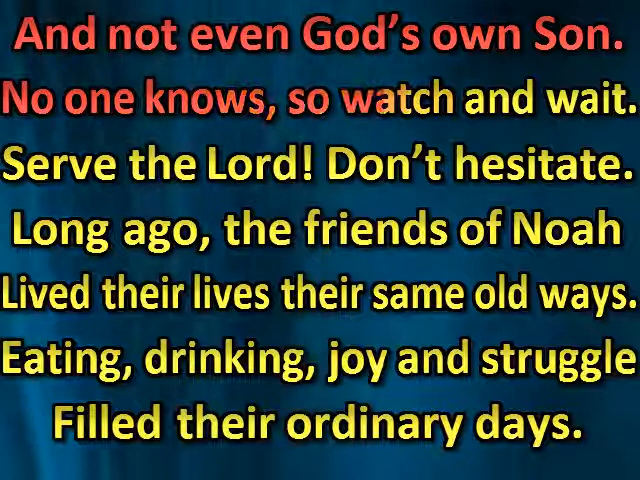 And not even God’s own Son.
No one knows, so watch and wait.
Serve the Lord! Don’t hesitate.
Long ago, the friends of Noah
Lived their lives their same old ways.
Eating, drinking, joy and struggle
Filled their ordinary days.